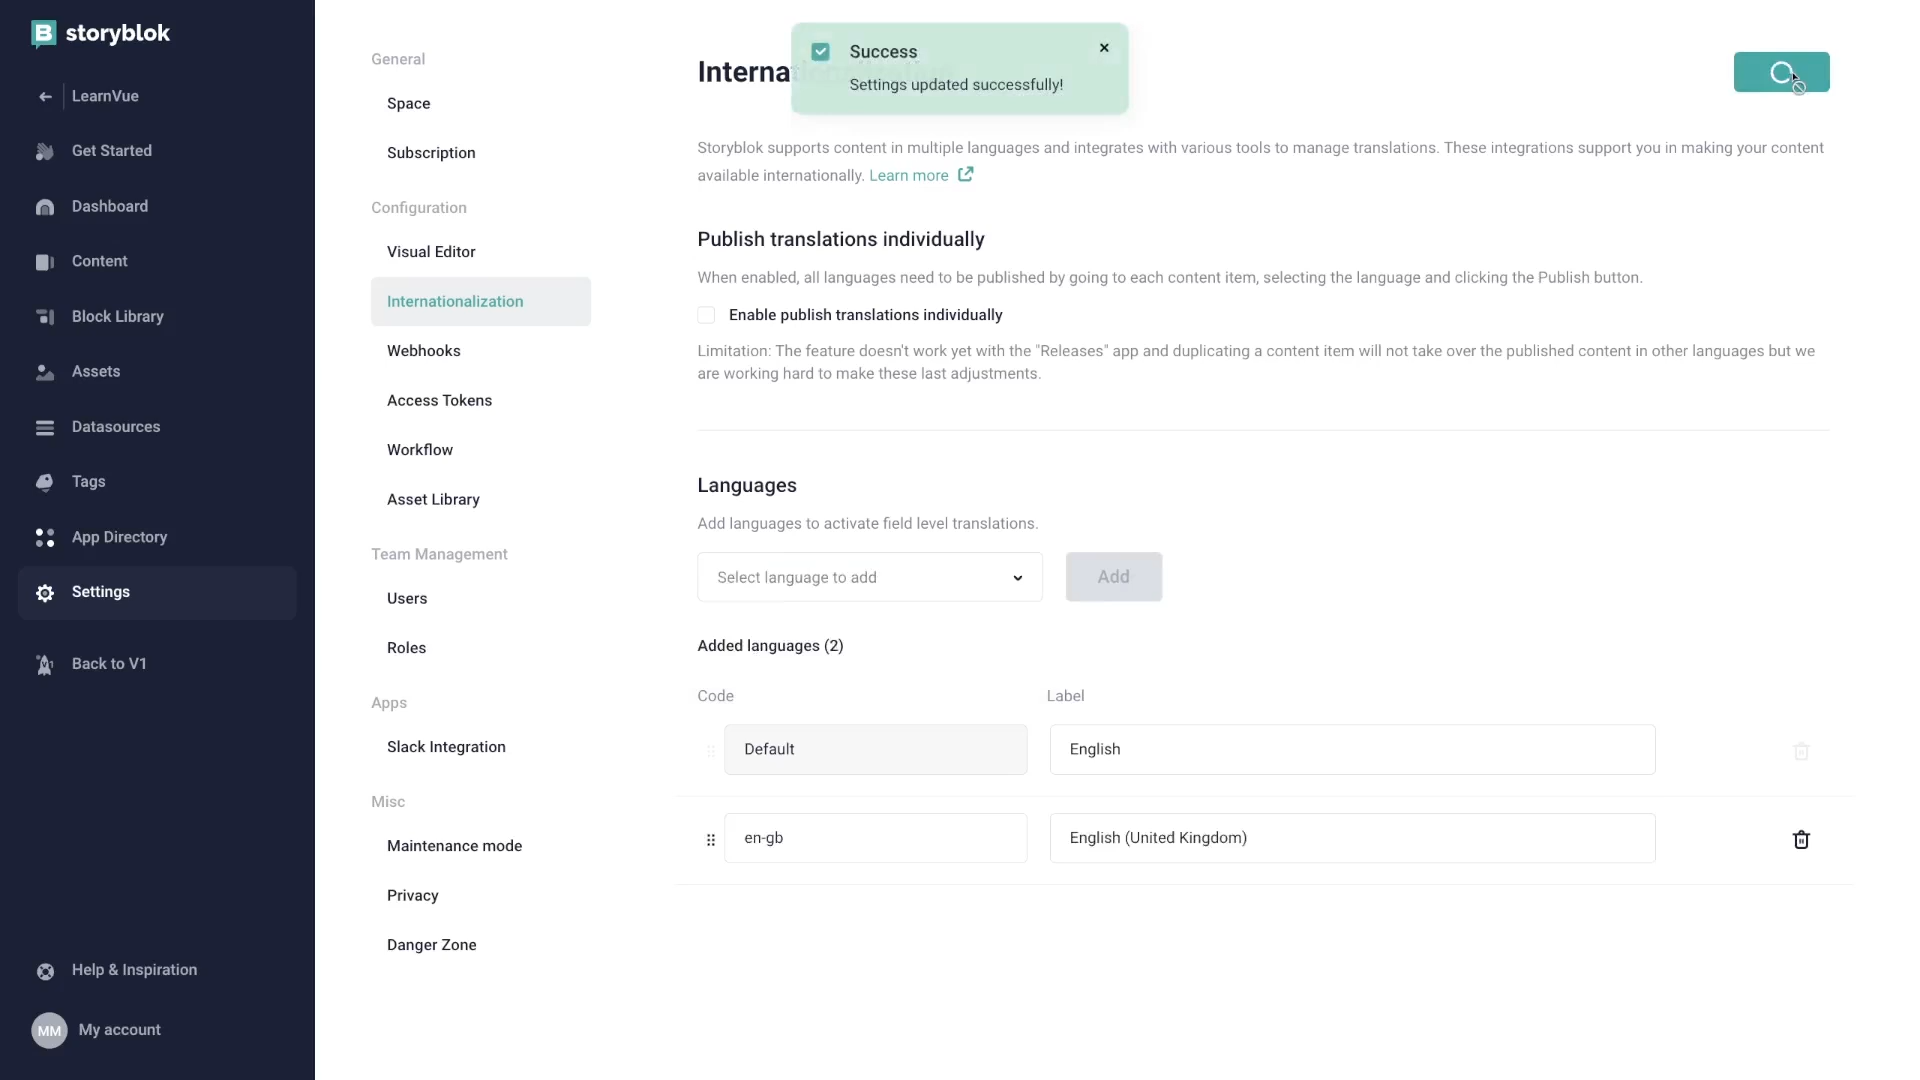 storyblok
LearnVue
Get Started
Dashboard
Content
Block Library
Assets
Datasources
Tags
App Directory
Settings
Back to V1
Help & Inspiration
MM
My account
General
Space
Subscription
Configuration
Visual Editor
Internationalization
Webhooks
Access Tokens
Workflow
Asset Library
Team Management
Users
Roles
Apps
Slack Integration
Misc
Maintenance mode
Privacy
Danger Zone
Success
Settings updated successfully!
Interna
Storyblok supports content in multiple languages and integrates with various tools to manage translations. These integrations support you in making your content
available internationally. Learn more
Publish translations individually
When enabled, all languages need to be published by going to each content item, selecting the language and clicking the Publish button.
Enable publish translations individually
Limitation: The feature doesn't work yet with the "Releases" app and duplicating a content item will not take over the published content in other languages but we
are working hard to make these last adjustments.
Languages
Add languages to activate field level translations.
Select language to add
Add
Added languages (2)
Code Label
Default English
en-gb English (United Kingdom)